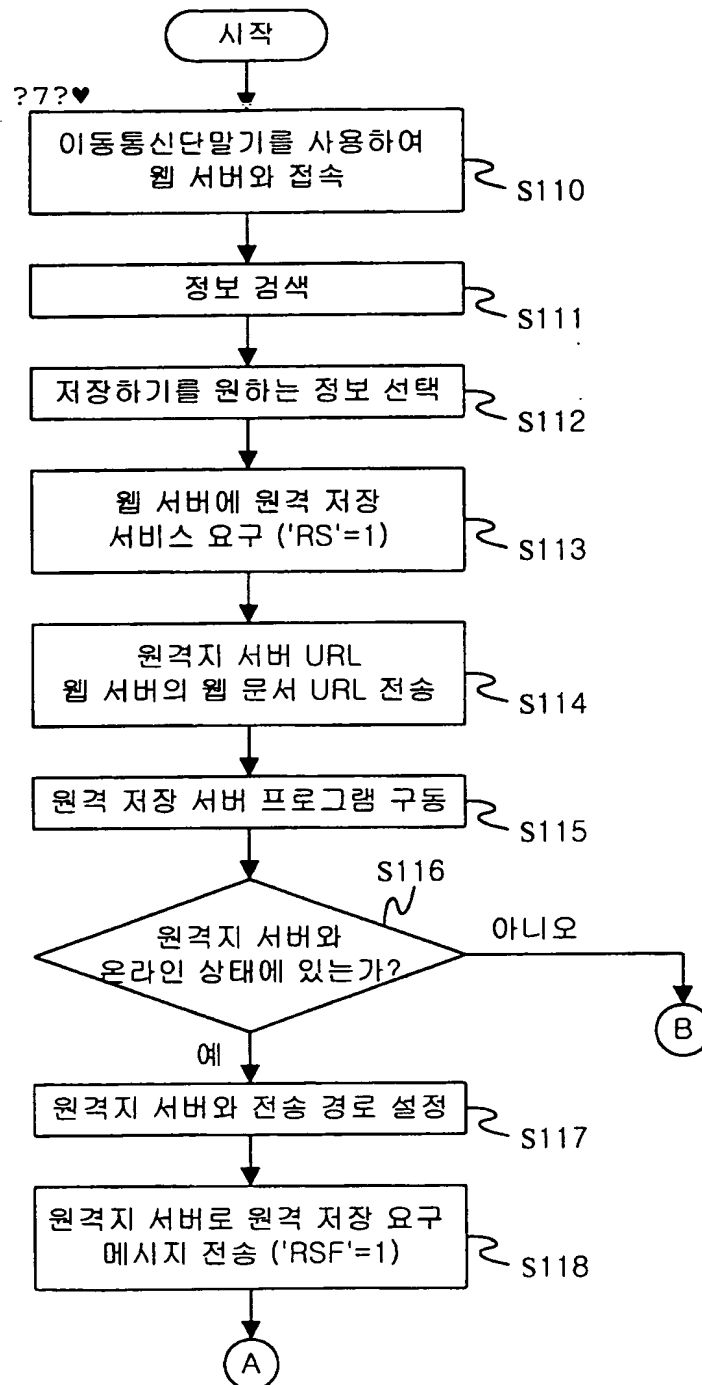 시작
?7?♥
이동통신단말기를 사용하여
웹 서버와 접속
S110
정보 검색
S111
저장하기를 원하는 정보 선택
S112
웹 서버에 원격 저장
서비스 요구 ('RS'=1)
S113
원격지 서버 URL
웹 서버의 웹 문서 URL 전송
S114
원격 저장 서버 프로그램 구동
S115
S116
원격지 서버와
온라인 상태에 있는가?
아니오
B
예
원격지 서버와 전송 경로 설정
S117
원격지 서버로 원격 저장 요구
메시지 전송 ('RSF'=1)
S118
A